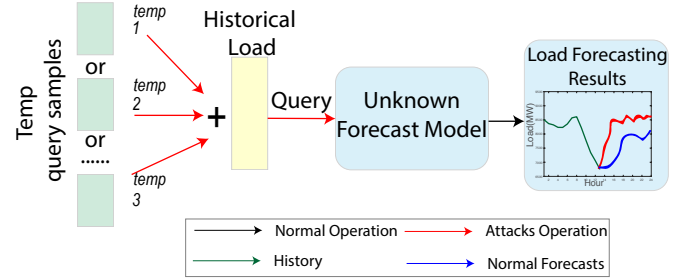 Temp
query samples
or
or
......
temp
1
temp
2
temp
3
+
Historical
Load
Query
Unknown
Forecast Model
Load Forecasting
Results
Load(MW)
Hour
Normal Operation
Attacks Operation
History
Normal Forecasts